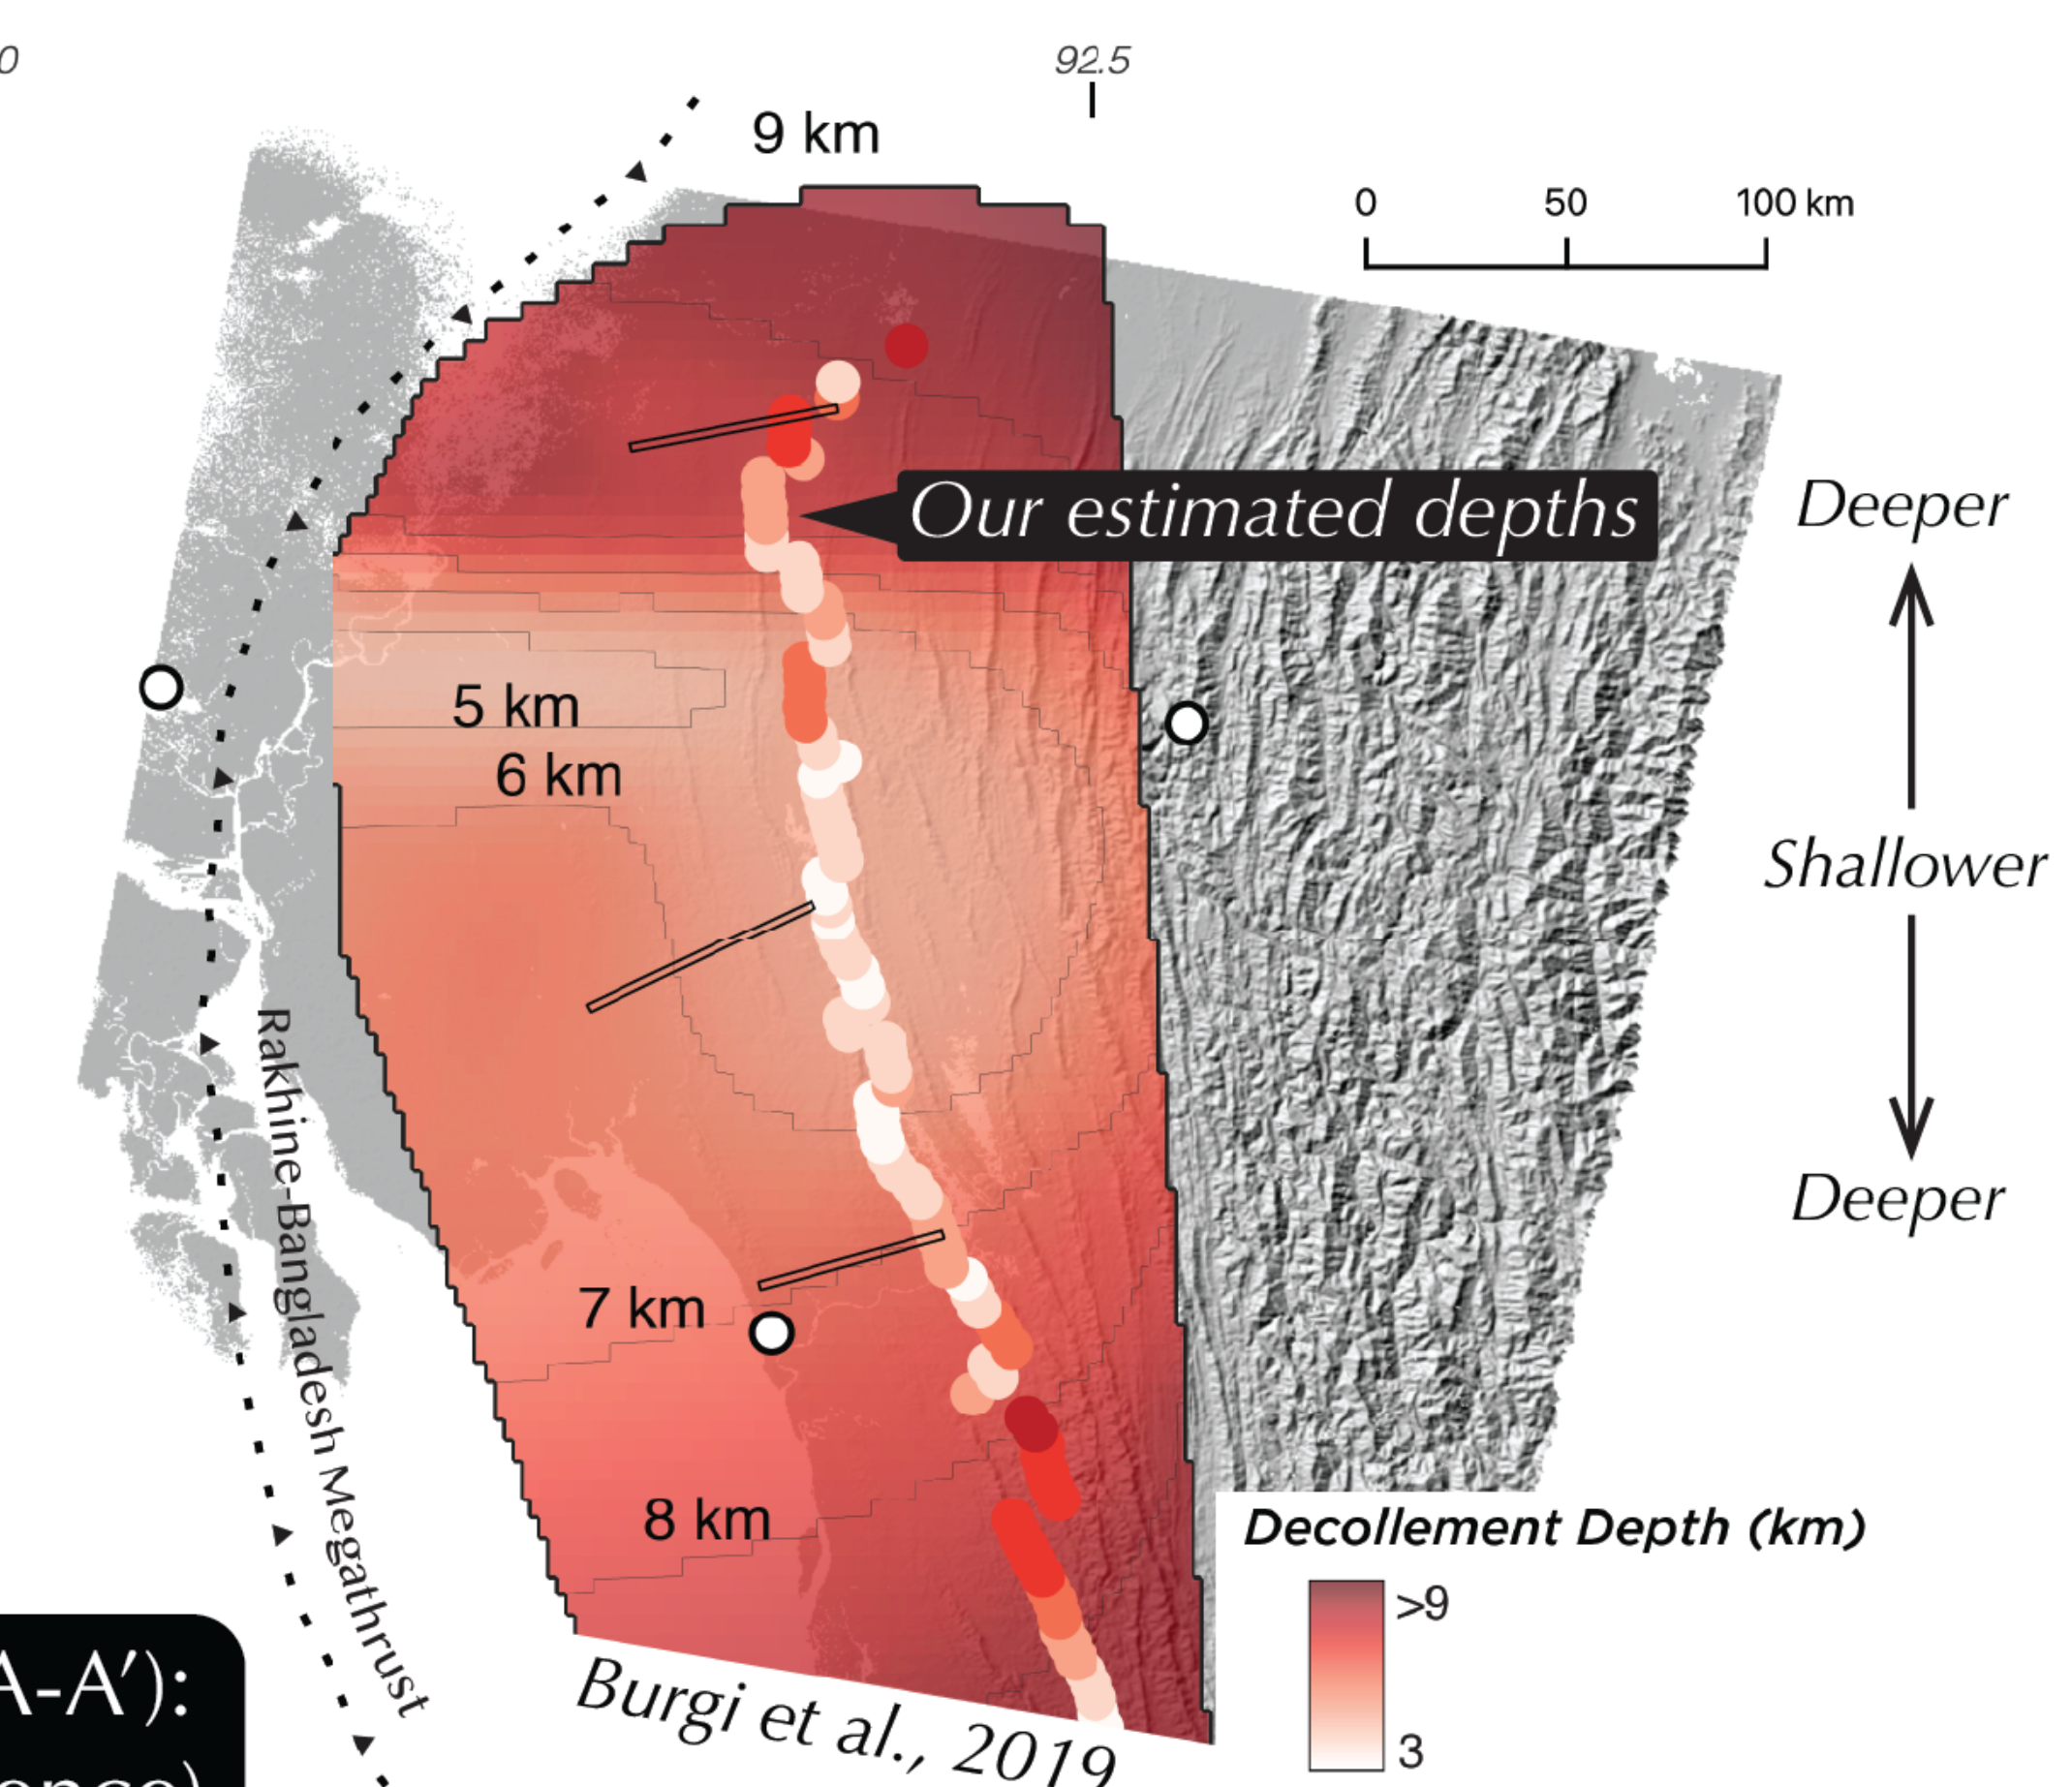 0
92.5
9 km
0 50 100 km
Our estimated depths
Deeper
5 km
6 km
Shallower
Rakhine-Bangladesh Megathrust
Deeper
7 km
8 km
Decollement Depth (km)
>9
3
Burgi et al., 2019
A-A′):